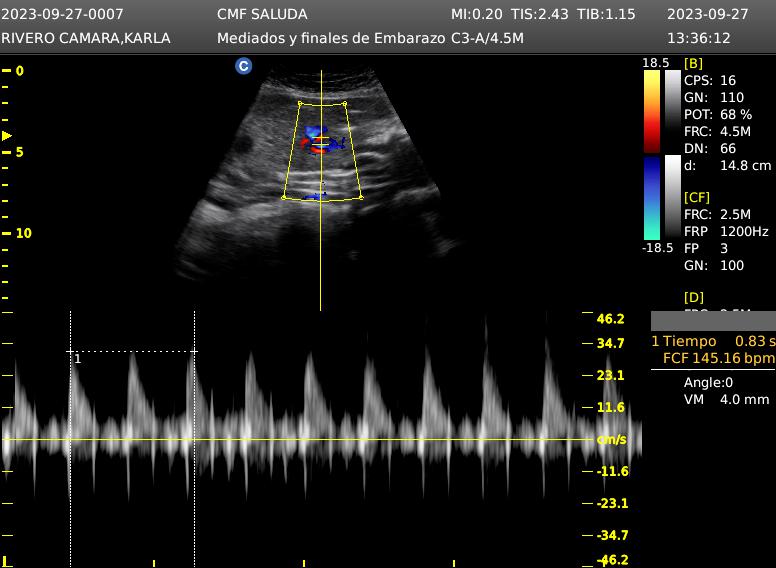 2023-09-27-0007 CMF SALUDA MI:0.20 TIS:2.43 TIB:1.15 2023-09-27
RIVERO CAMARA,KARLA Mediados y finales de Embarazo C3-A/4.5M 13:36:12
C
0
5
10
18.5
-18.5
[B]
CPS: 16
GN: 110
POT: 68 %
FRC: 4.5M
DN: 66
d: 14.8 cm
[CF]
FRC: 2.5M
FRP 1200Hz
FP 3
GN: 100
[D]
1 Tiempo 0.83 s
FCF 145.16 bpm
Angle:0
VM 4.0 mm
1
46.2
34.7
23.1
11.6
cm/s
-11.6
-23.1
-34.7
-46.2